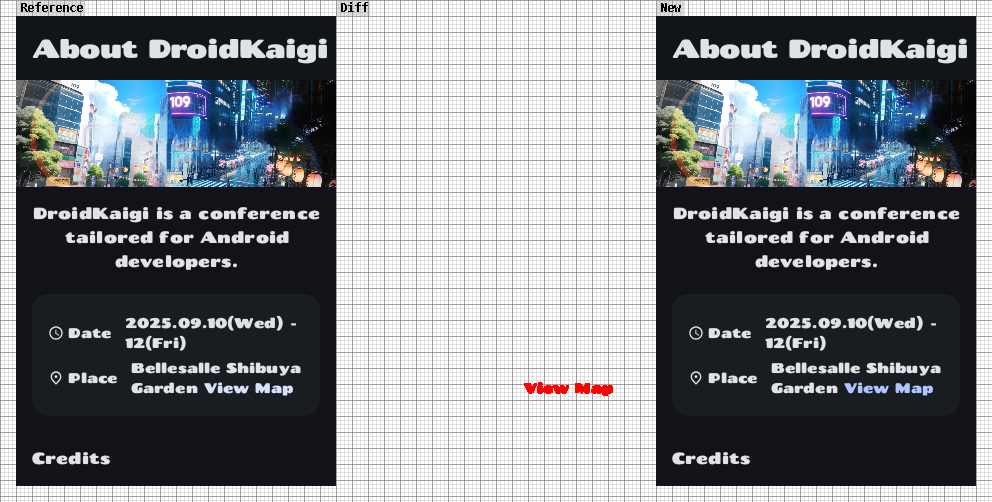 Reference
Diff
New
About DroidKaigi
109
DroidKaigi is a conference
tailored for Android
developers.
Date
2025.09.10(Wed) -
12(Fri)
Place
Bellesalle Shibuya
Garden View Map
Credits
View Map
About DroidKaigi
109
DroidKaigi is a conference
tailored for Android
developers.
Date
2025.09.10(Wed) -
12(Fri)
Place
Bellesalle Shibuya
Garden View Map
Credits